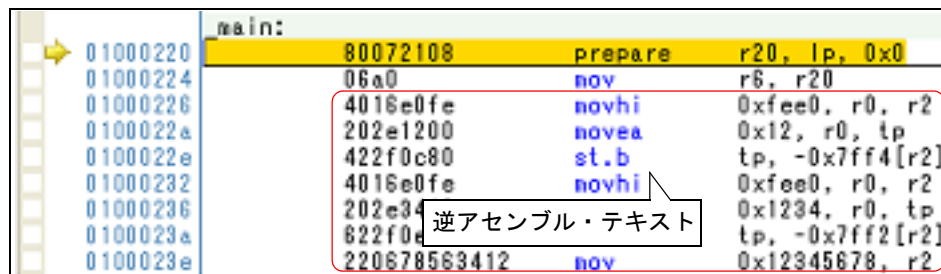 _main:
01000220 80072108 prepare r20, lp, 0x0
01000224 06a0 mov r6, r20
01000226 4016e0fe movhi 0xfee0, r0, r2
0100022a 202e1200 movea 0x12, r0, tp
0100022e 422f0c80 st.b tp, -0x7ff4[r2]
01000232 4016e0fe movhi 0xfee0, r0, r2
01000236 202e34 0x1234, r0, tp
0100023a 622f0e tp, -0x7ff2[r2]
0100023e 220678563412 mov 0x12345678, r2
逆アセンブル・テキスト